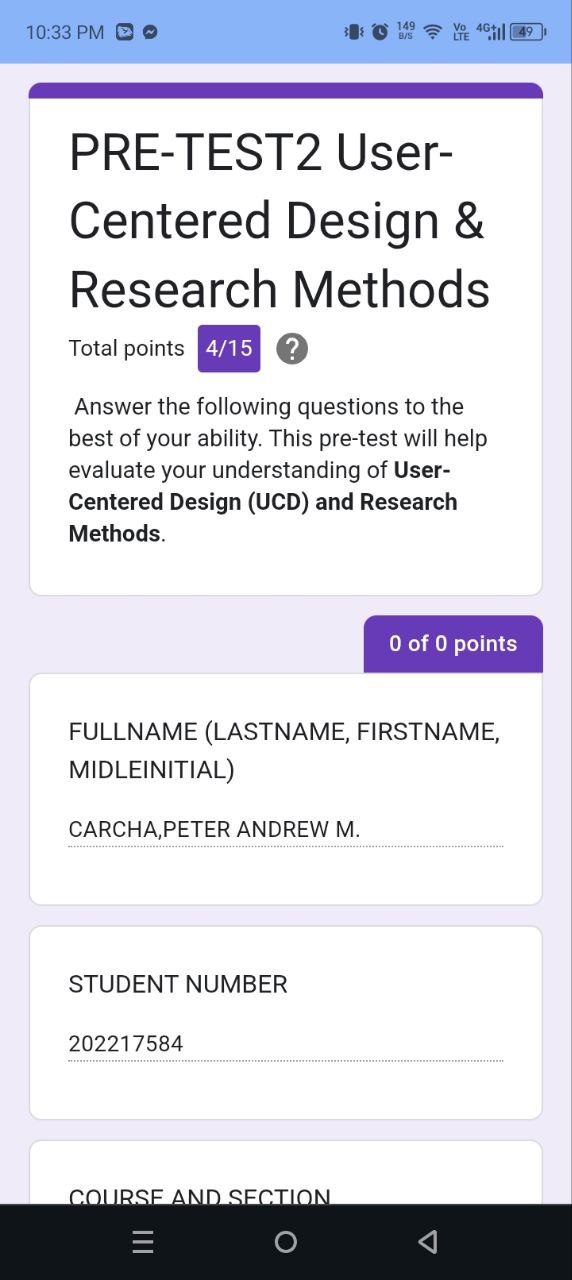 10:33 PM 149 B/S Vo LTE 4G+ 49
PRE-TEST2 User-
Centered Design &
Research Methods
Total points 4/15 ?
Answer the following questions to the
best of your ability. This pre-test will help
evaluate your understanding of User-
Centered Design (UCD) and Research
Methods.
0 of 0 points
FULLNAME (LASTNAME, FIRSTNAME,
MIDLEINITIAL)
CARCHA,PETER ANDREW M.
STUDENT NUMBER
202217584
COURSE AND SECTION